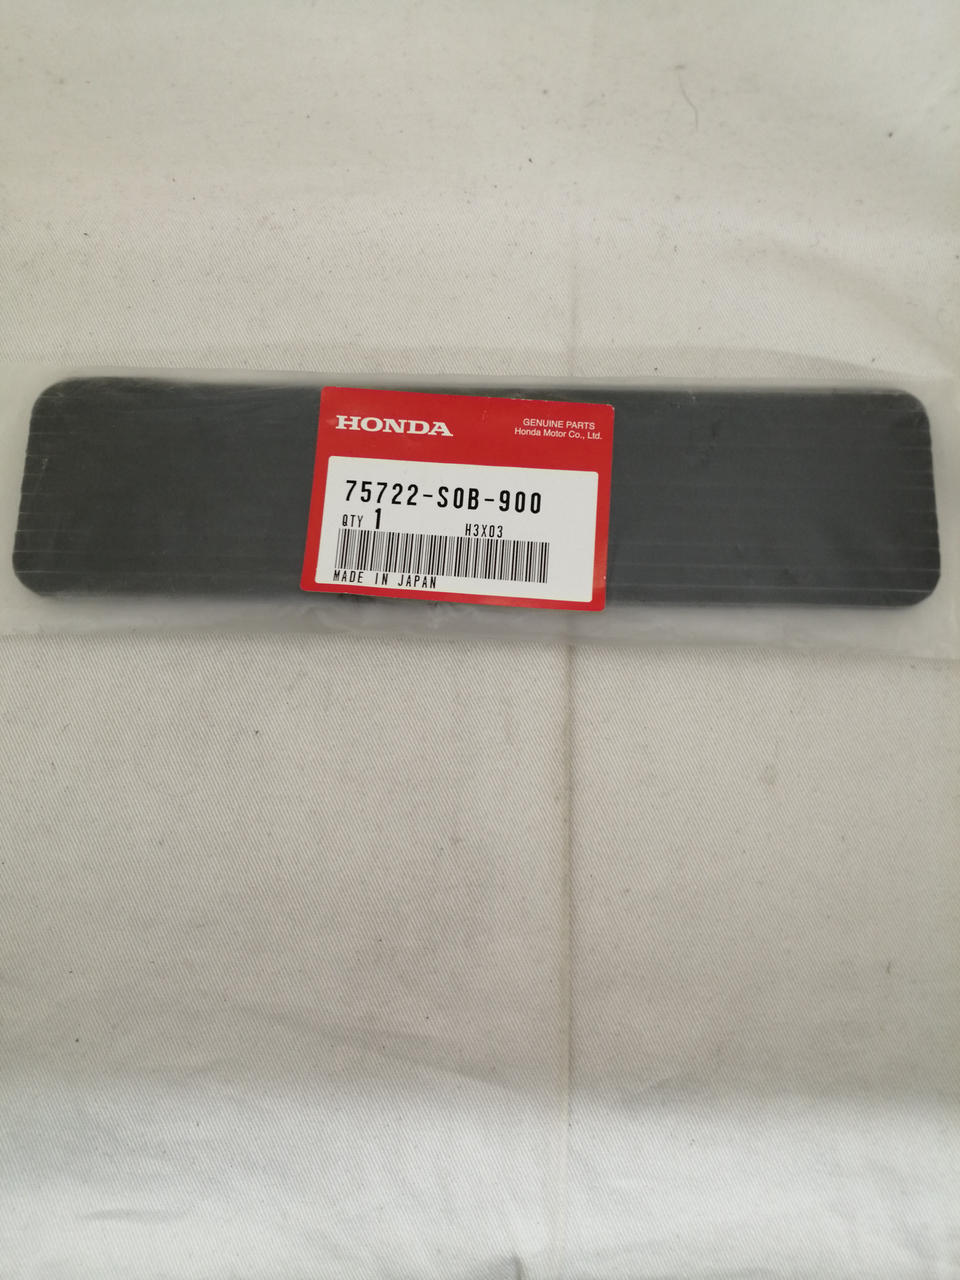 HONDA
GENUINE PARTS
Honda Motor Co., Ltd.
75722-S0B-900
QTY 1 H3X03
MADE IN JAPAN